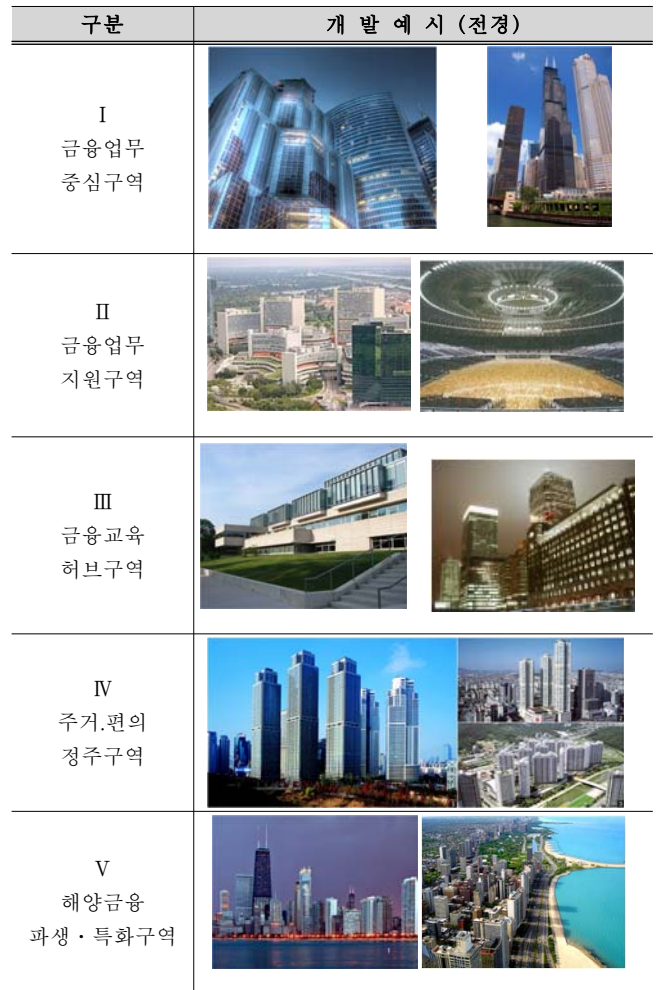 구분
개 발 예 시 (전경)
Ⅰ
금융업무
중심구역
Ⅱ
금융업무
지원구역
Ⅲ
금융교육
허브구역
Ⅳ
주거.편의
정주구역
Ⅴ
해양금융
파생·특화구역